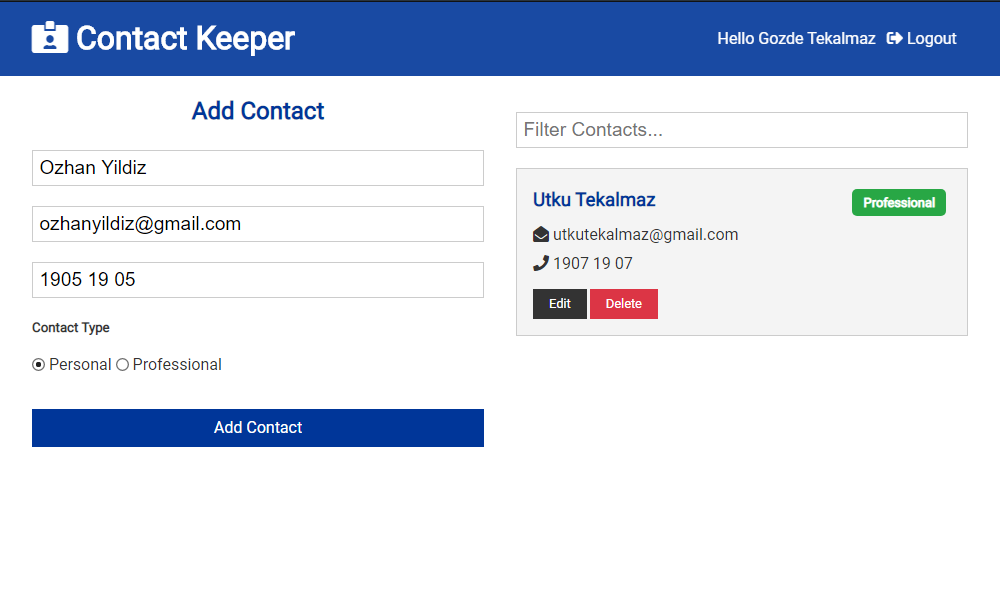 Contact Keeper
Hello Gozde Tekalmaz Logout
Add Contact
Ozhan Yildiz
ozhanyildiz@gmail.com
1905 19 05
Contact Type
Personal Professional
Add Contact
Filter Contacts...
Utku Tekalmaz
Professional
utkutekalmaz@gmail.com
1907 19 07
Edit Delete